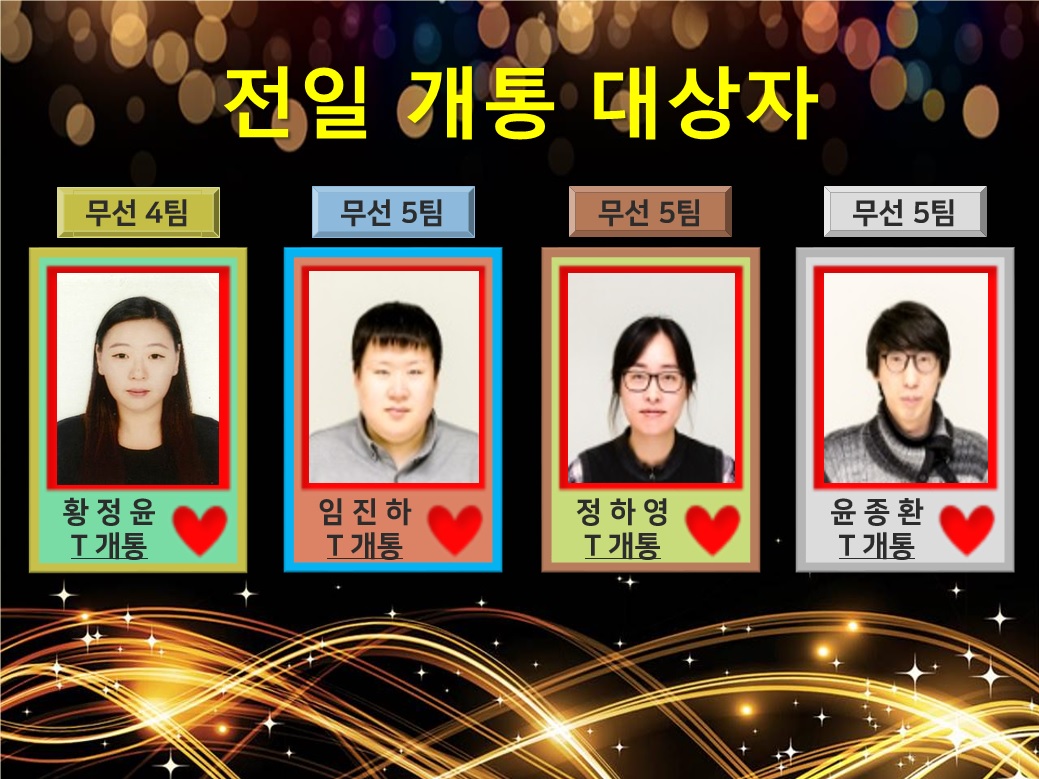 전일 개통 대상자
무선 4팀
무선 5팀
무선 5팀
무선 5팀
황 정 윤
T 개통
임 진 하
T 개통
정 하 영
T 개통
윤 종 환
T 개통